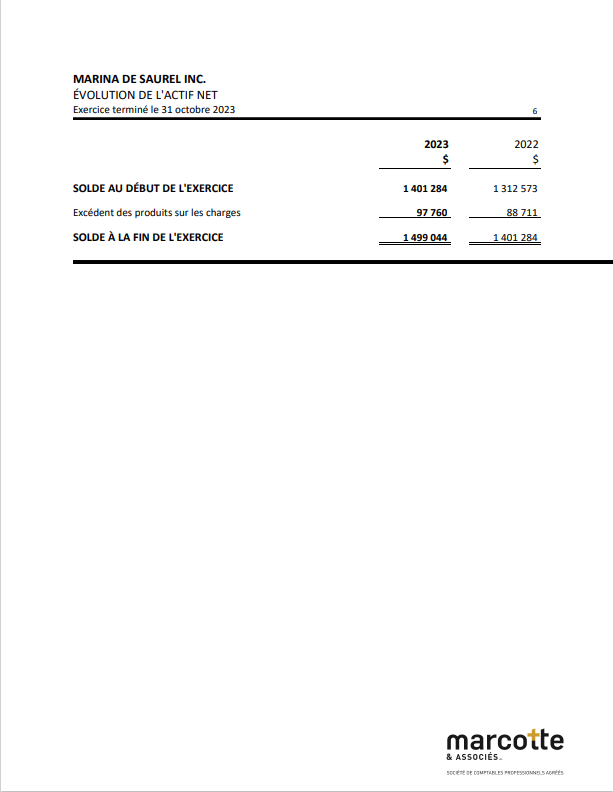 MARINA DE SAUREL INC.
ÉVOLUTION DE L'ACTIF NET
Exercice terminé le 31 octobre 2023 6
2023 2022
$ $
SOLDE AU DÉBUT DE L'EXERCICE 1 401 284 1 312 573
Excédent des produits sur les charges 97 760 88 711
SOLDE À LA FIN DE L'EXERCICE 1 499 044 1 401 284
marcotte
& ASSOCIÉS
SOCIÉTÉ DE COMPTABLES PROFESSIONNELS AGRÉÉS